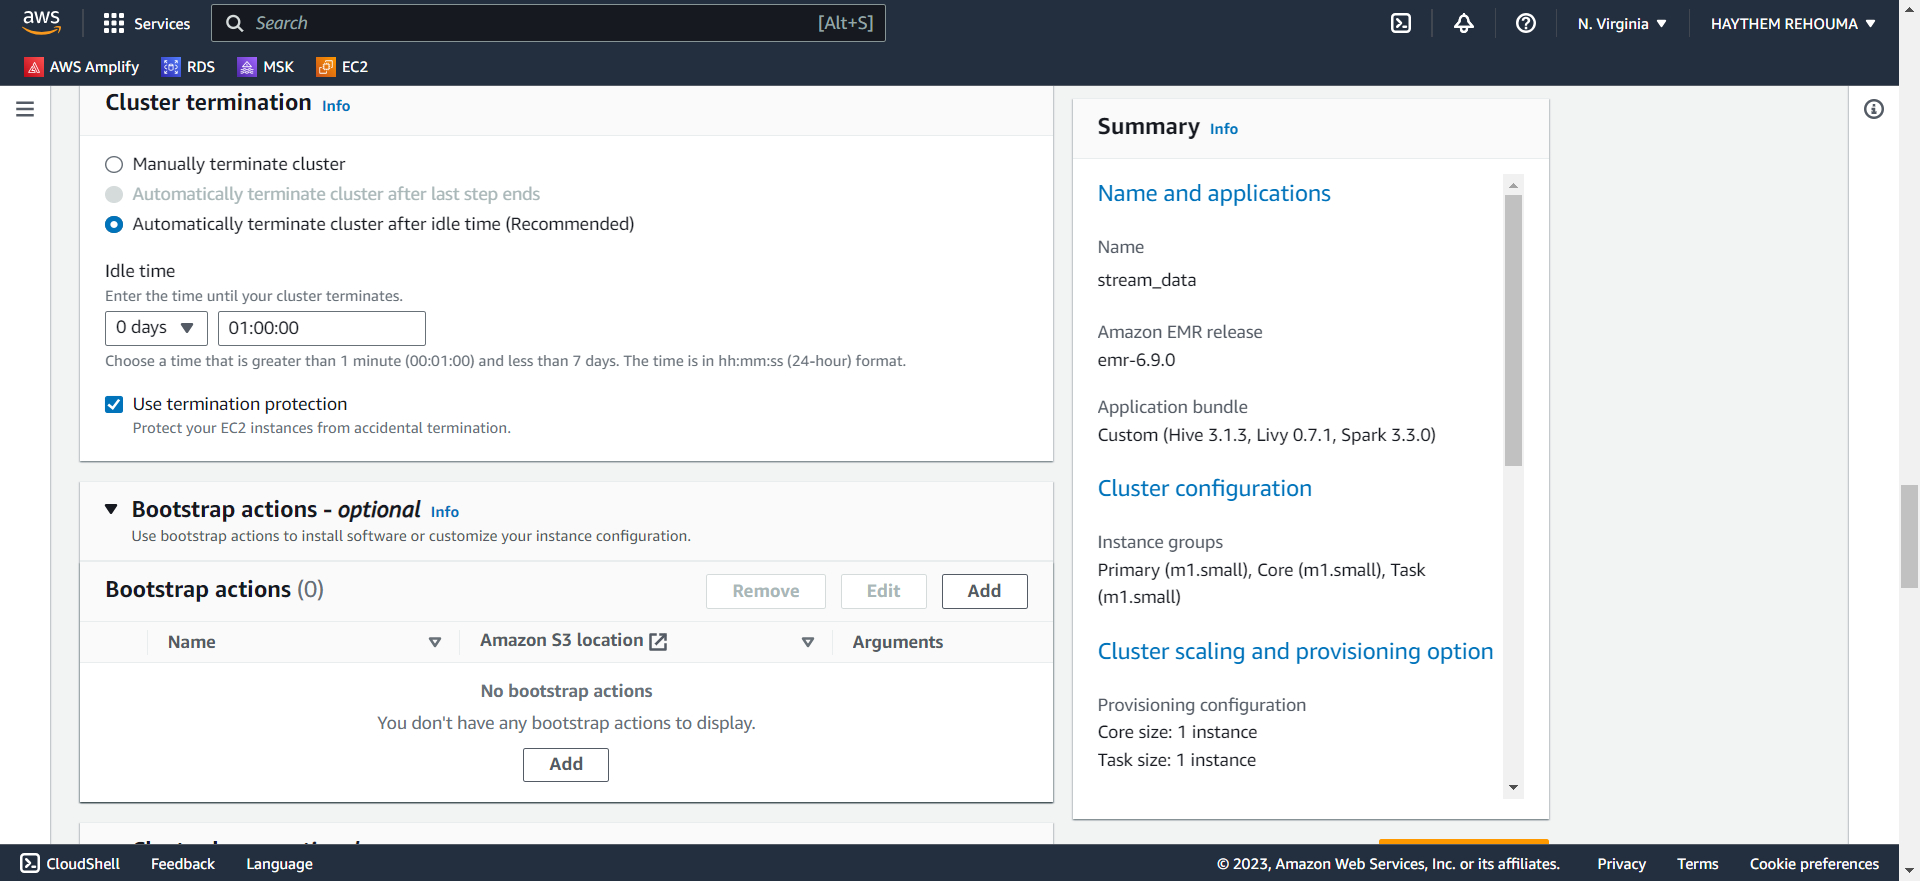 aws
Services
Search
[Alt+S]
N. Virginia
HAYTHEM REHOUMA
AWS Amplify
RDS
MSK
EC2
Cluster termination Info
Manually terminate cluster
Automatically terminate cluster after last step ends
Automatically terminate cluster after idle time (Recommended)
Idle time
Enter the time until your cluster terminates.
0 days
01:00:00
Choose a time that is greater than 1 minute (00:01:00) and less than 7 days. The time is in hh:mm:ss (24-hour) format.
Use termination protection
Protect your EC2 instances from accidental termination.
Bootstrap actions - optional Info
Use bootstrap actions to install software or customize your instance configuration.
Bootstrap actions (0)
Remove
Edit
Add
Name
Amazon S3 location
Arguments
No bootstrap actions
You don't have any bootstrap actions to display.
Add
Summary Info
Name and applications
Name
stream_data
Amazon EMR release
emr-6.9.0
Application bundle
Custom (Hive 3.1.3, Livy 0.7.1, Spark 3.3.0)
Cluster configuration
Instance groups
Primary (m1.small), Core (m1.small), Task
(m1.small)
Cluster scaling and provisioning option
Provisioning configuration
Core size: 1 instance
Task size: 1 instance
CloudShell
Feedback
Language
© 2023, Amazon Web Services, Inc. or its affiliates.
Privacy
Terms
Cookie preferences